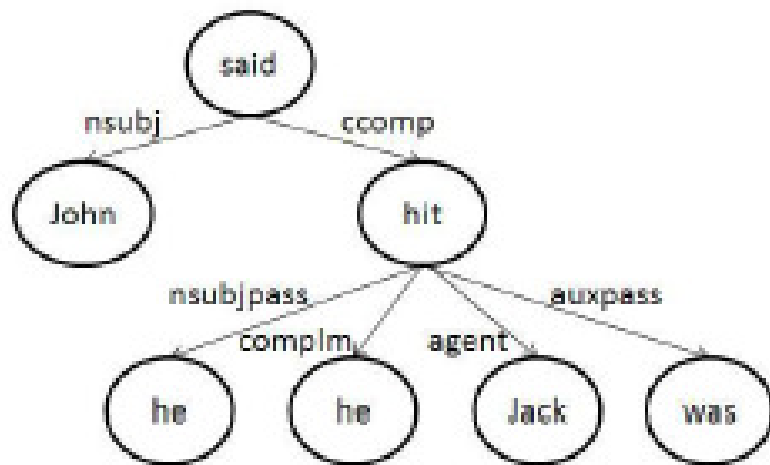 said
nsubj ccomp
John hit
nsubjpass auxpass
complm agent
he he Jack was